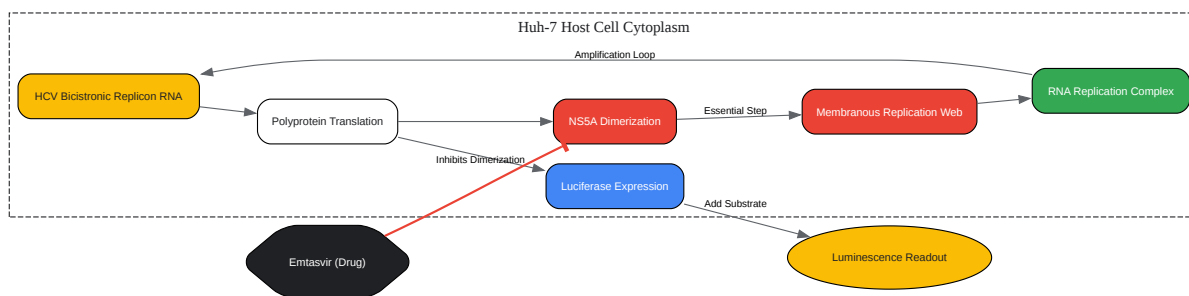 Huh-7 Host Cell Cytoplasm
Amplification Loop
HCV Bicistronic Replicon RNA
Polyprotein Translation
NS5A Dimerization
Essential Step
Membranous Replication Web
RNA Replication Complex
Inhibits Dimerization
Luciferase Expression
Add Substrate
Emtasvir (Drug)
Luminescence Readout